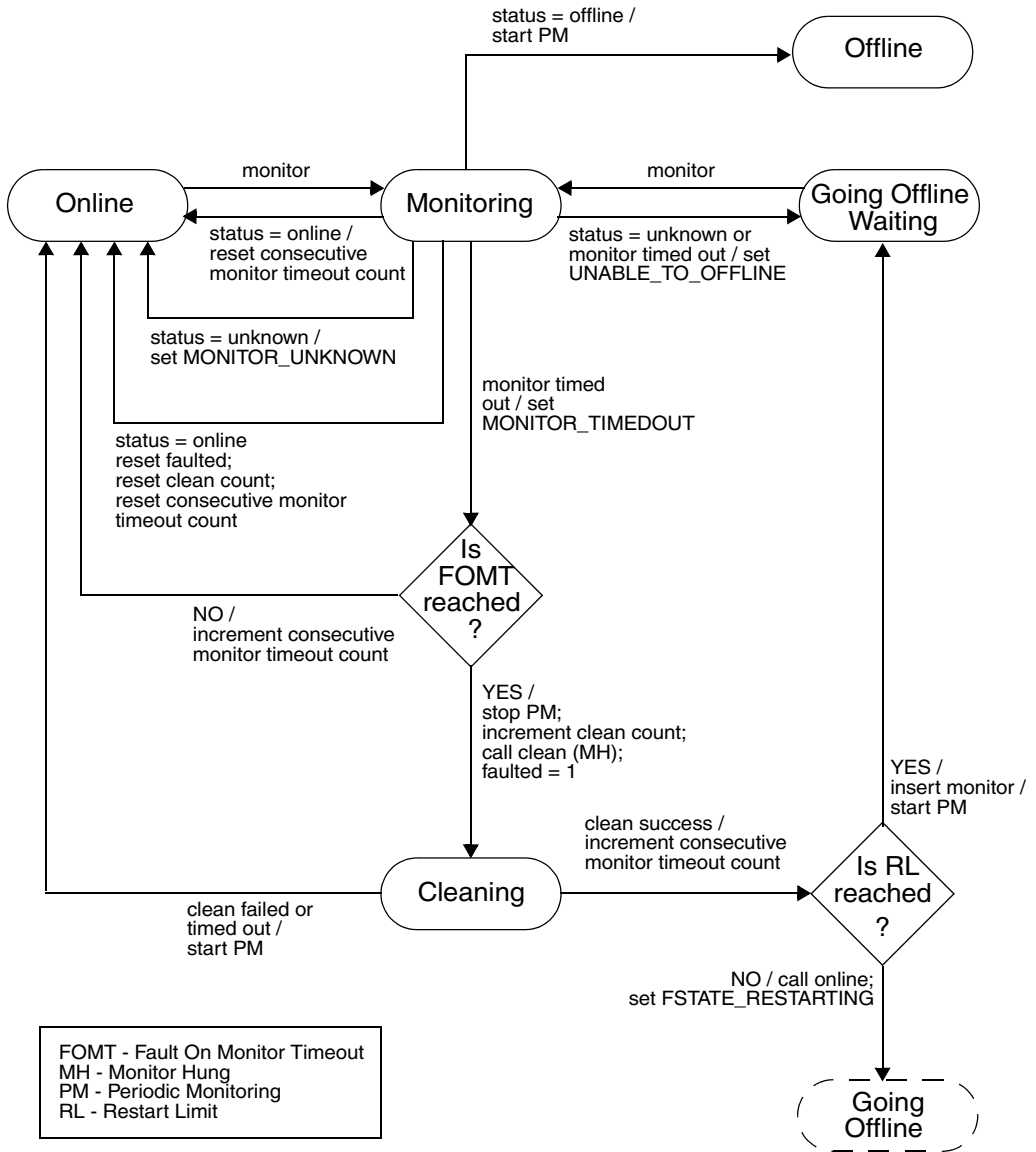 status = offline /
start PM
Offline
Online
monitor
Monitoring
monitor
Going Offline
Waiting
status = online /
reset consecutive
monitor timeout count
status = unknown or
monitor timed out / set
UNABLE_TO_OFFLINE
status = unknown /
set MONITOR_UNKNOWN
monitor timed
out / set
MONITOR_TIMEDOUT
status = online
reset faulted;
reset clean count;
reset consecutive monitor
timeout count
Is
FOMT
reached
?
NO /
increment consecutive
monitor timeout count
YES /
stop PM;
increment clean count;
call clean (MH);
faulted = 1
YES /
insert monitor /
start PM
clean success /
increment consecutive
monitor timeout count
Cleaning
Is RL
reached
?
clean failed or
timed out /
start PM
NO / call online;
set FSTATE_RESTARTING
FOMT - Fault On Monitor Timeout
MH - Monitor Hung
PM - Periodic Monitoring
RL - Restart Limit
Going
Offline